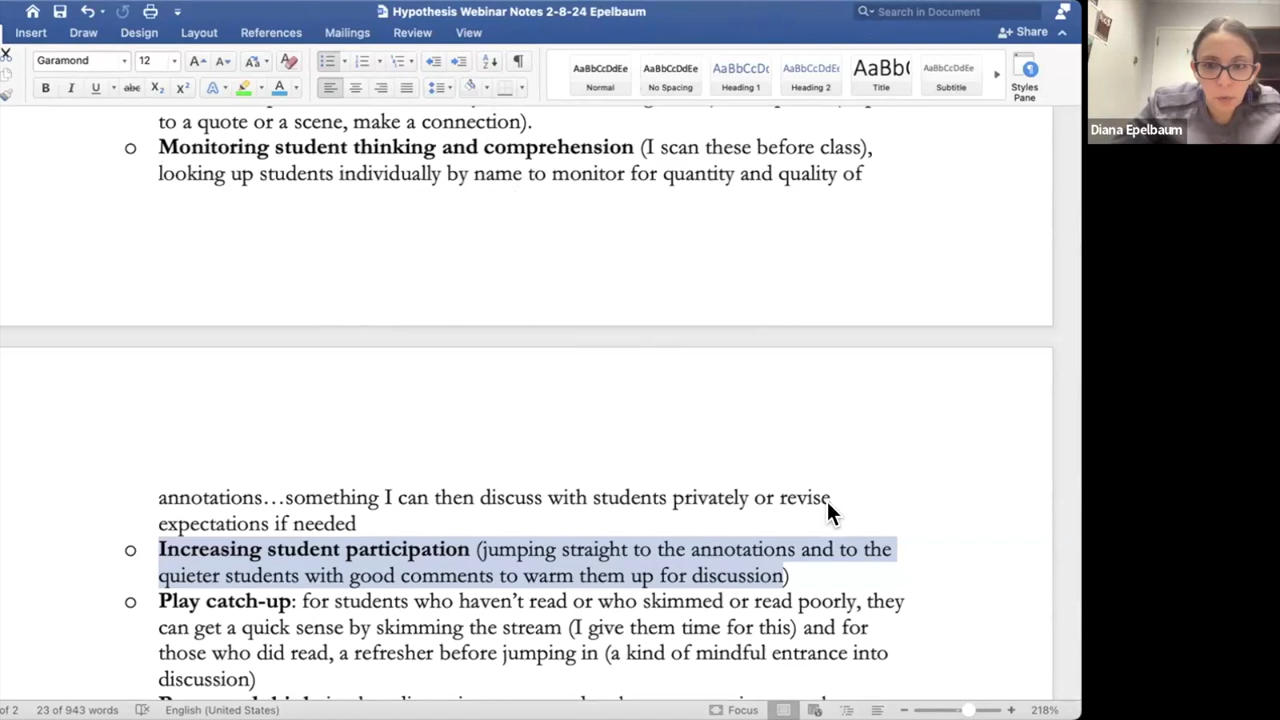 Hypothesis Webinar Notes 2-8-24 Epelbaum
Search in Document
Insert Draw Design Layout References Mailings Review View
Share
Garamond 12
B I U abc X2 X2 A
AaBbCcDdEe AaBbCcDdEe AaBbCcDc AaBbCcDdEe AaBb( AaBbCcDdEe
Normal No Spacing Heading 1 Heading 2 Title Subtitle
Styles
Pane
Diana Epelbaum
to a quote or a scene, make a connection).
Monitoring student thinking and comprehension (I scan these before class),
looking up students individually by name to monitor for quantity and quality of
annotations…something I can then discuss with students privately or revise
expectations if needed
Increasing student participation (jumping straight to the annotations and to the
quieter students with good comments to warm them up for discussion)
Play catch-up: for students who haven't read or who skimmed or read poorly, they
can get a quick sense by skimming the stream (I give them time for this) and for
those who did read, a refresher before jumping in (a kind of mindful entrance into
discussion)
of 2 23 of 943 words English (United States) Focus 218%